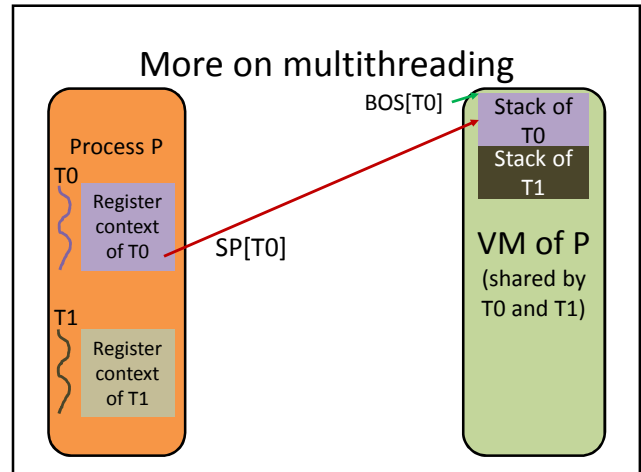 More on multithreading
Process P
T0
Register
context
of T0
T1
Register
context
of T1
SP[T0]
BOS[T0]
Stack of
T0
Stack of
T1
VM of P
(shared by
T0 and T1)